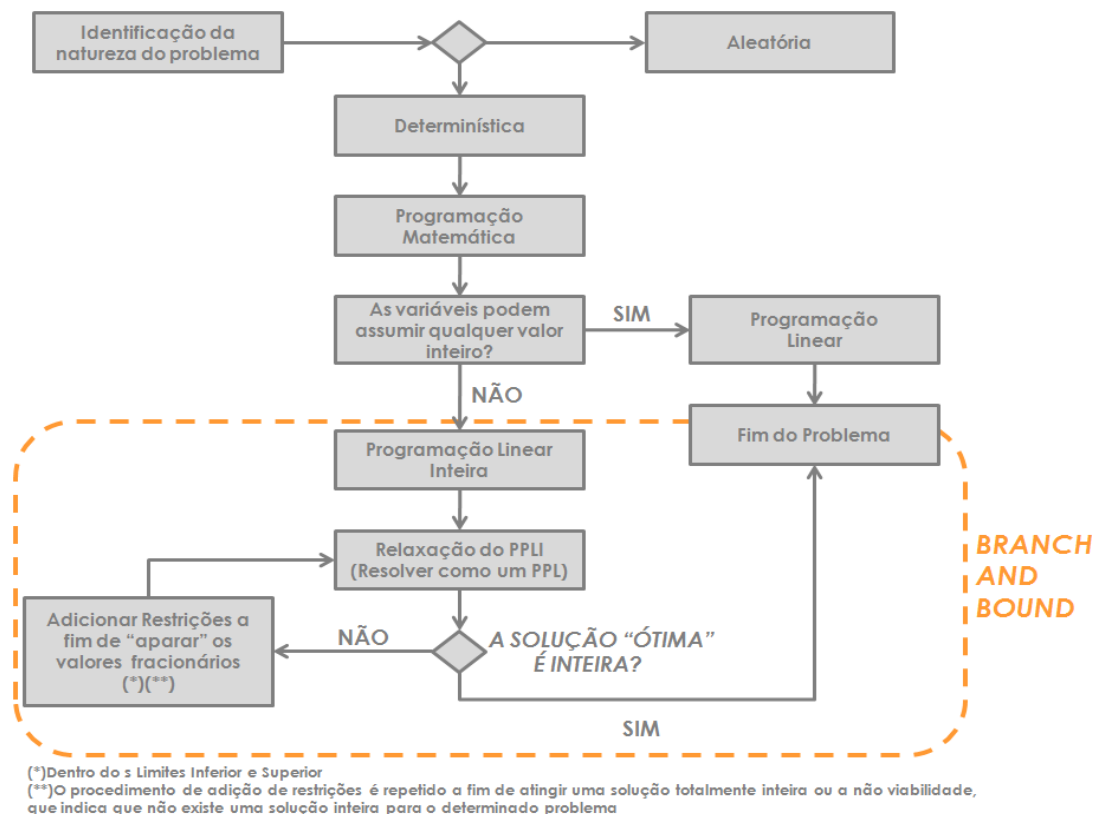 Identificação da
natureza do problema
Aleatória
Determinística
Programação
Matemática
As variáveis podem
assumir qualquer valor
inteiro?
SIM
Programação
Linear
NÃO
Fim do Problema
Programação Linear
Inteira
Relaxação do PPLI
(Resolver como um PPL)
BRANCH
AND
BOUND
Adicionar Restrições a
fim de “aparar” os
valores fracionários
(*)(**)
NÃO
A SOLUÇÃO “ÓTIMA”
É INTEIRA?
SIM
(*)Dentro do s Limites Inferior e Superior
(**)O procedimento de adição de restrições é repetido a fim de atingir uma solução totalmente inteira ou a não viabilidade,
que indica que não existe uma solução inteira para o determinado problema